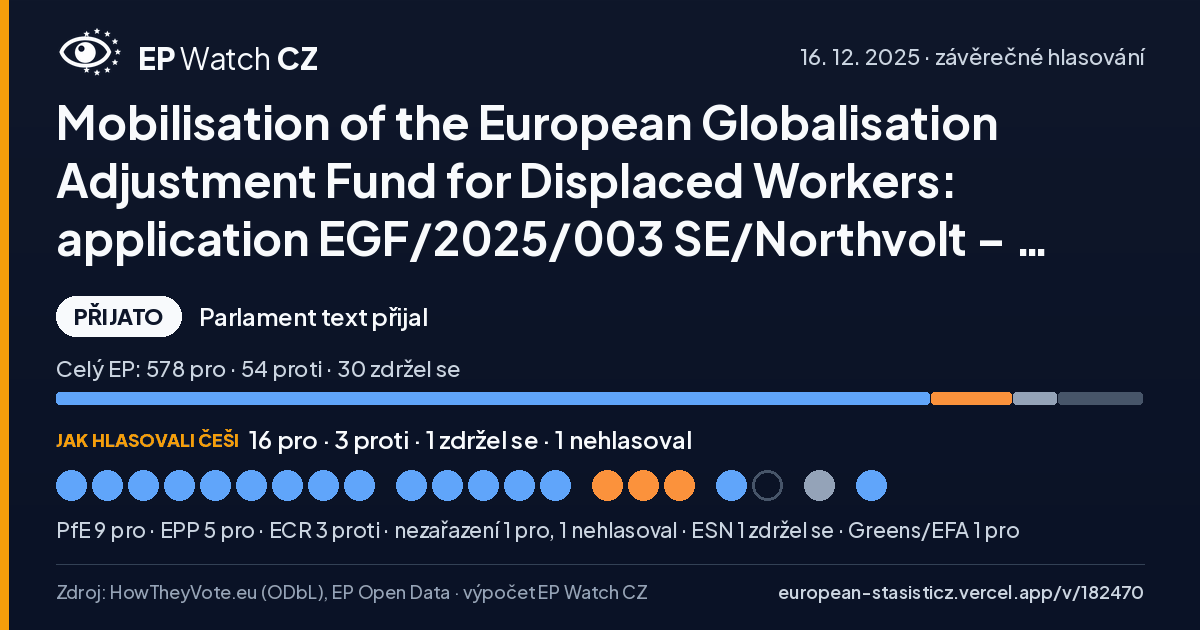 EP Watch CZ
16. 12. 2025 · závěrečné hlasování
Mobilisation of the European Globalisation
Adjustment Fund for Displaced Workers:
application EGF/2025/003 SE/Northvolt – …
PŘIJATO Parlament text přijal
Celý EP: 578 pro · 54 proti · 30 zdržel se
JAK HLASOVALI ČEŠI 16 pro · 3 proti · 1 zdržel se · 1 nehlasoval
PfE 9 pro · EPP 5 pro · ECR 3 proti · nezařazení 1 pro, 1 nehlasoval · ESN 1 zdržel se · Greens/EFA 1 pro
Zdroj: HowTheyVote.eu (ODbL), EP Open Data · výpočet EP Watch CZ
european-stasisticz.vercel.app/v/182470